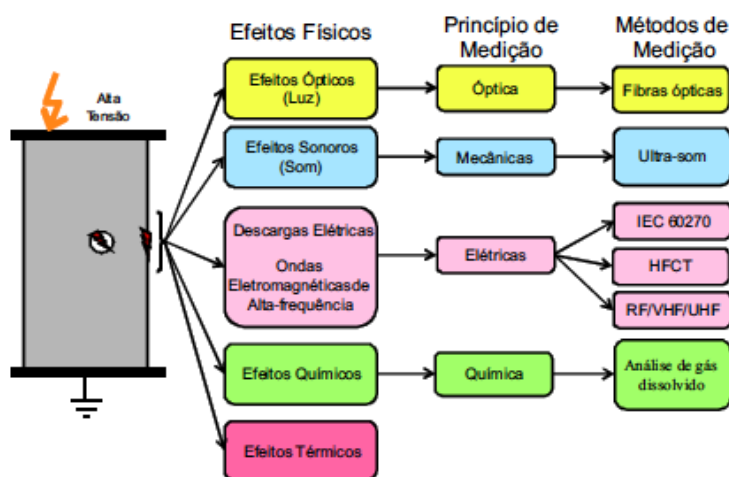 Efeitos Físicos
Princípio de
Medição
Métodos de
Medição
Alta
Tensão
Efeitos Ópticos
(Luz)
Óptica
Fibras ópticas
Efeitos Sonoros
(Som)
Mecânicas
Ultra-som
Descargas Elétricas
Ondas
Eletromagnéticasde
Alta-frequência
Elétricas
IEC 60270
HFCT
RF/VHF/UHF
Efeitos Químicos
Química
Análise de gás
dissolvido
Efeitos Térmicos